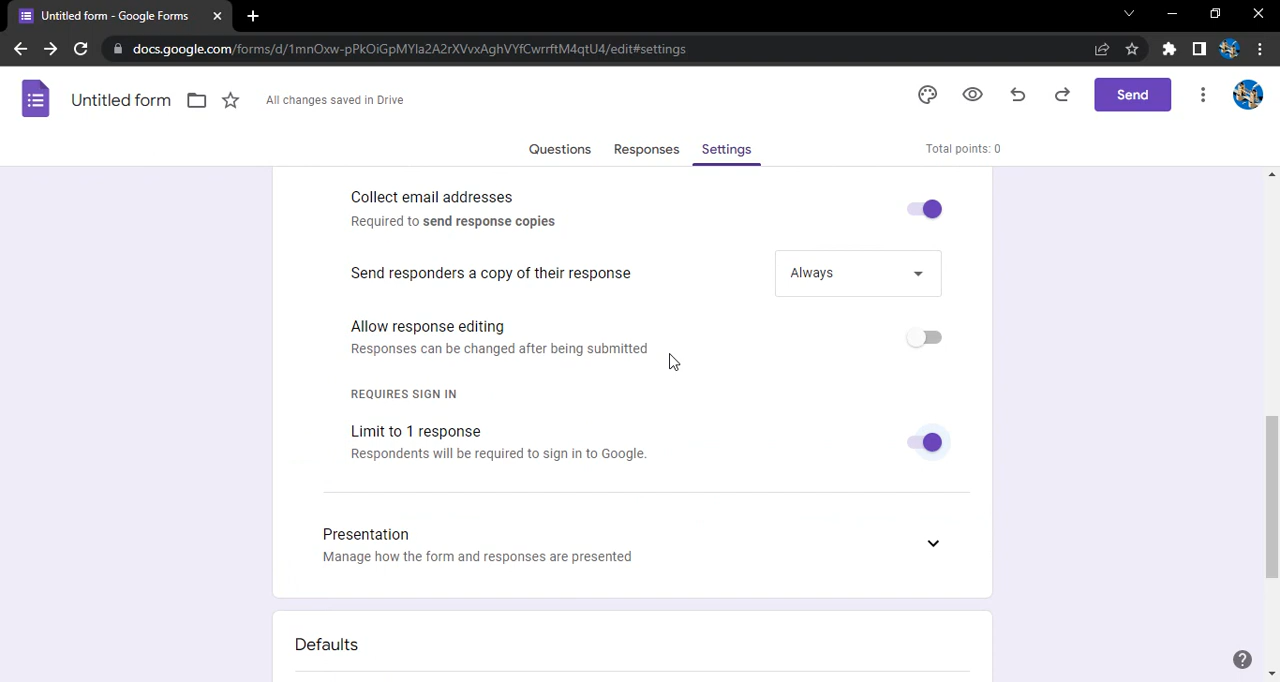 Untitled form - Google Forms
docs.google.com/forms/d/1mnOxw-pPkOiGpMYIa2A2rXVvxAghVYfCwrrftM4qtU4/edit#settings
Untitled form
All changes saved in Drive
Send
Questions
Responses
Settings
Total points: 0
Collect email addresses
Required to send response copies
Send responders a copy of their response
Always
Allow response editing
Responses can be changed after being submitted
REQUIRES SIGN IN
Limit to 1 response
Respondents will be required to sign in to Google.
Presentation
Manage how the form and responses are presented
Defaults